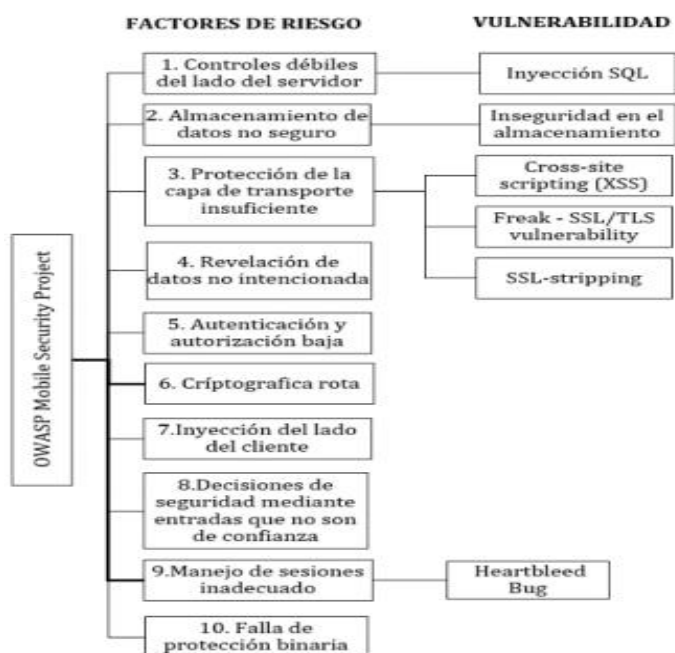 FACTORES DE RIESGO
VULNERABILIDAD
OWASP Mobile Security Project
1. Controles débiles
del lado del servidor
Inyección SQL
2. Almacenamiento de
datos no seguro
Inseguridad en el
almacenamiento
3. Protección de la
capa de transporte
insuficiente
Cross-site
scripting (XSS)
Freak - SSL/TLS
vulnerability
SSL-stripping
4. Revelación de
datos no intencionada
5. Autenticación y
autorización baja
6. Críptografica rota
7.Inyección del lado
del cliente
8.Decisiones de
seguridad mediante
entradas que no son
de confianza
9.Manejo de sesiones
inadecuado
Heartbleed
Bug
10. Falla de
protección binaria